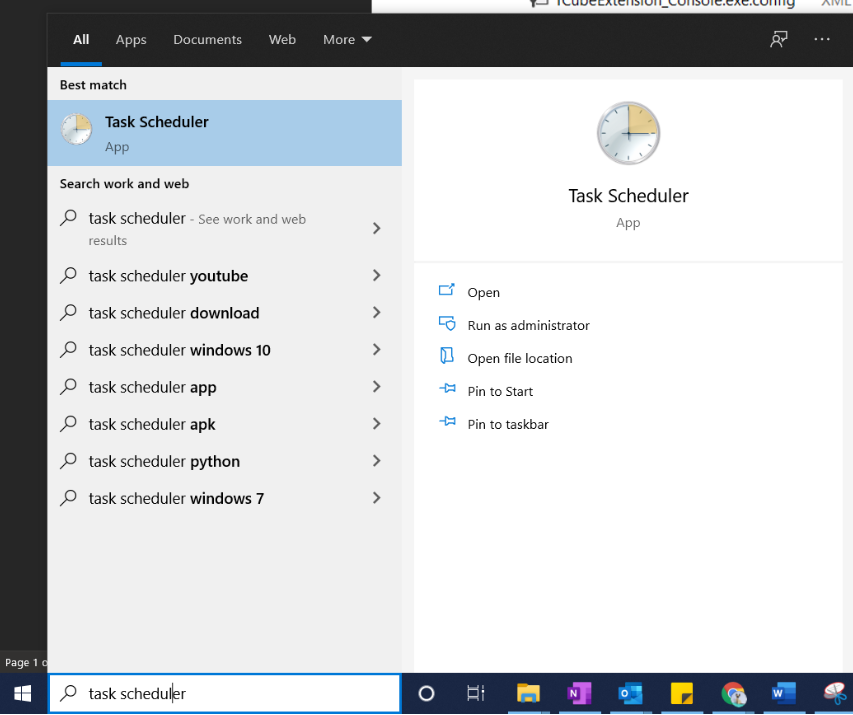 TCubeExtension_Console.exe.config XML
All Apps Documents Web More
Best match
Task Scheduler
App
Search work and web
task scheduler - See work and web
results
task scheduler youtube
task scheduler download
task scheduler windows 10
task scheduler app
task scheduler apk
task scheduler python
task scheduler windows 7
Task Scheduler
App
Open
Run as administrator
Open file location
Pin to Start
Pin to taskbar
Page 1 o
task scheduler